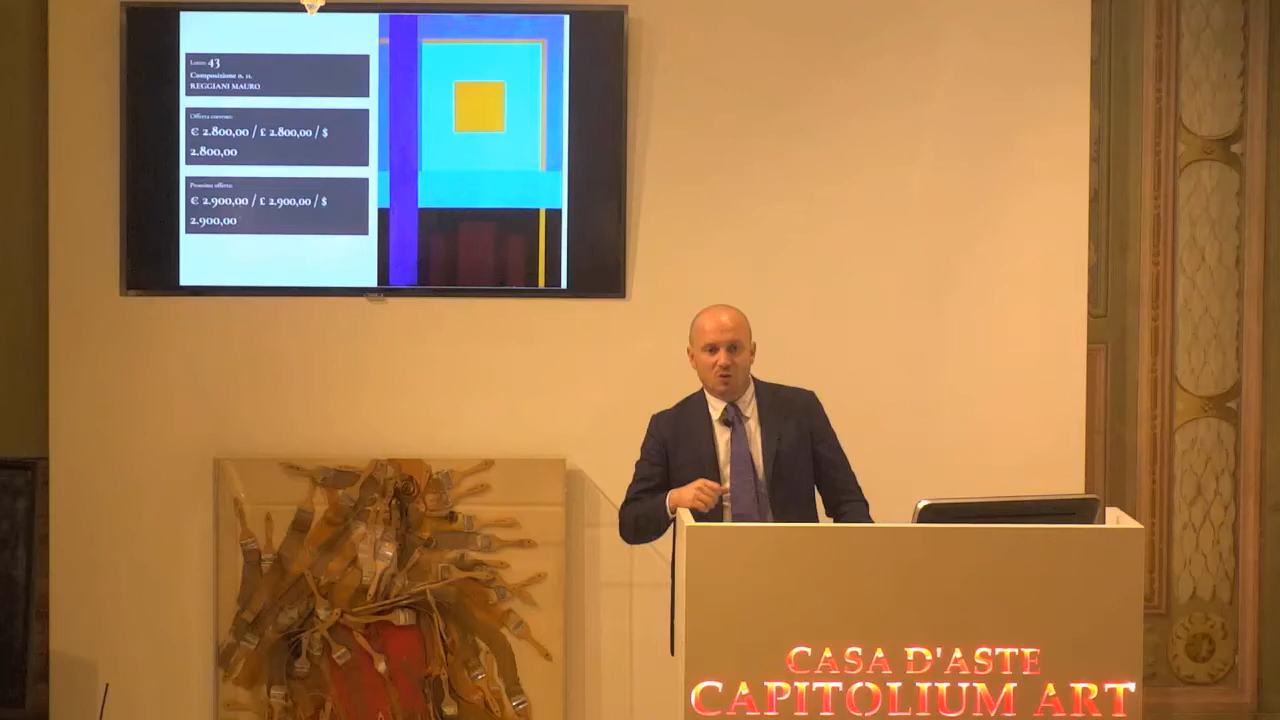 Lotto: 43
Composizione n. 11.
REGGIANI MAURO
Offerta corrente:
€ 2.800,00 / £ 2.800,00 / $
2.800,00
Prossima offerta:
€ 2.900,00 / £ 2.900,00 / $
2.900,00
CASA D'ASTE
CAPITOLIUM ART